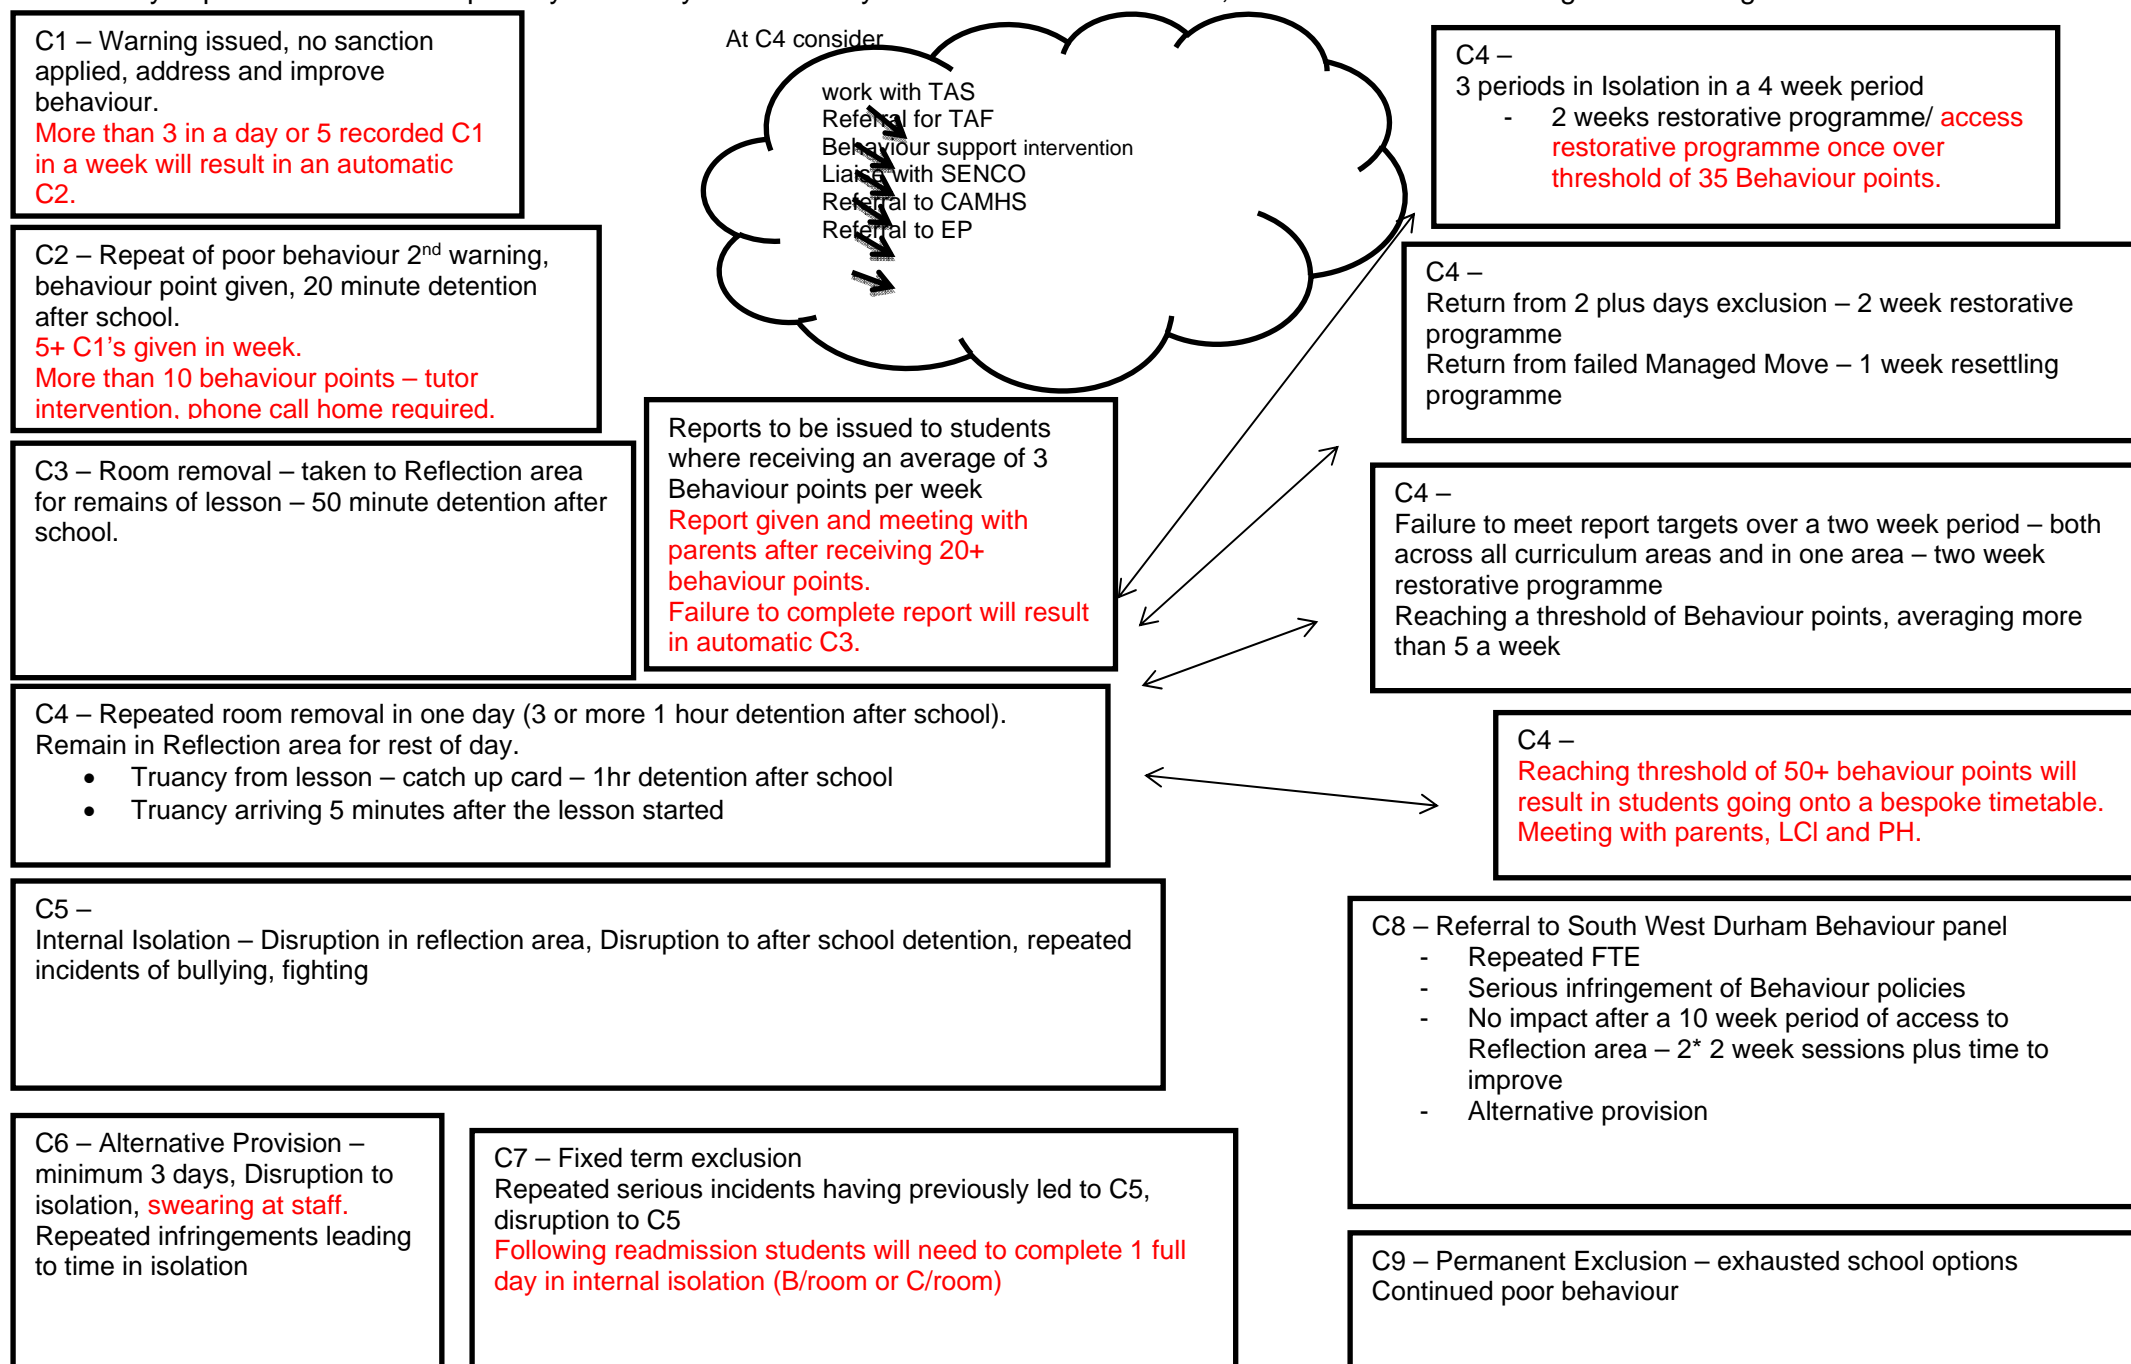 C1 – Warning issued, no sanction
applied, address and improve
behaviour.
More than 3 in a day or 5 recorded C1
in a week will result in an automatic
C2.
C2 – Repeat of poor behaviour 2nd warning,
behaviour point given, 20 minute detention
after school.
5+ C1’s given in week.
More than 10 behaviour points – tutor
intervention, phone call home required.
C3 – Room removal – taken to Reflection area
for remains of lesson – 50 minute detention after
school.
At C4 consider
work with TAS
Referral for TAF
Behaviour support intervention
Liaise with SENCO
Referral to CAMHS
Referral to EP
Reports to be issued to students
where receiving an average of 3
Behaviour points per week
Report given and meeting with
parents after receiving 20+
behaviour points.
Failure to complete report will result
in automatic C3.
C4 –
3 periods in Isolation in a 4 week period
- 2 weeks restorative programme/ access
restorative programme once over
threshold of 35 Behaviour points.
C4 –
Return from 2 plus days exclusion – 2 week restorative
programme
Return from failed Managed Move – 1 week resettling
programme
C4 –
Failure to meet report targets over a two week period – both
across all curriculum areas and in one area – two week
restorative programme
Reaching a threshold of Behaviour points, averaging more
than 5 a week
C4 – Repeated room removal in one day (3 or more 1 hour detention after school).
Remain in Reflection area for rest of day.
• Truancy from lesson – catch up card – 1hr detention after school
• Truancy arriving 5 minutes after the lesson started
C4 –
Reaching threshold of 50+ behaviour points will
result in students going onto a bespoke timetable.
Meeting with parents, LCl and PH.
C5 –
Internal Isolation – Disruption in reflection area, Disruption to after school detention, repeated
incidents of bullying, fighting
C8 – Referral to South West Durham Behaviour panel
- Repeated FTE
- Serious infringement of Behaviour policies
- No impact after a 10 week period of access to
Reflection area – 2* 2 week sessions plus time to
improve
- Alternative provision
C6 – Alternative Provision –
minimum 3 days, Disruption to
isolation, swearing at staff.
Repeated infringements leading
to time in isolation
C7 – Fixed term exclusion
Repeated serious incidents having previously led to C5,
disruption to C5
Following readmission students will need to complete 1 full
day in internal isolation (B/room or C/room)
C9 – Permanent Exclusion – exhausted school options
Continued poor behaviour